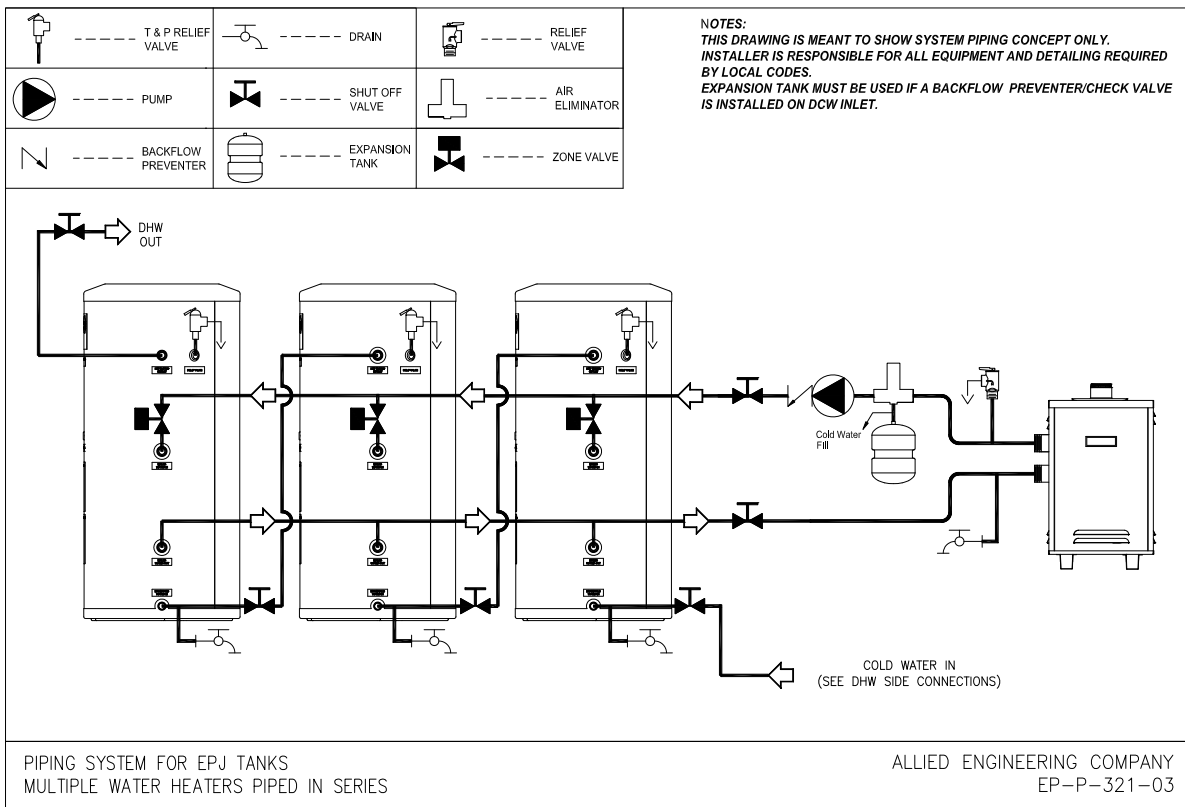 T & P RELIEF
VALVE
DRAIN
RELIEF
VALVE
PUMP
SHUT OFF
VALVE
AIR
ELIMINATOR
BACKFLOW
PREVENTER
EXPANSION
TANK
ZONE VALVE
NOTES:
THIS DRAWING IS MEANT TO SHOW SYSTEM PIPING CONCEPT ONLY.
INSTALLER IS RESPONSIBLE FOR ALL EQUIPMENT AND DETAILING REQUIRED
BY LOCAL CODES.
EXPANSION TANK MUST BE USED IF A BACKFLOW PREVENTER/CHECK VALVE
IS INSTALLED ON DCW INLET.
DHW
OUT
Cold Water
Fill
COLD WATER IN
(SEE DHW SIDE CONNECTIONS)
PIPING SYSTEM FOR EPJ TANKS
MULTIPLE WATER HEATERS PIPED IN SERIES
ALLIED ENGINEERING COMPANY
EP-P-321-03